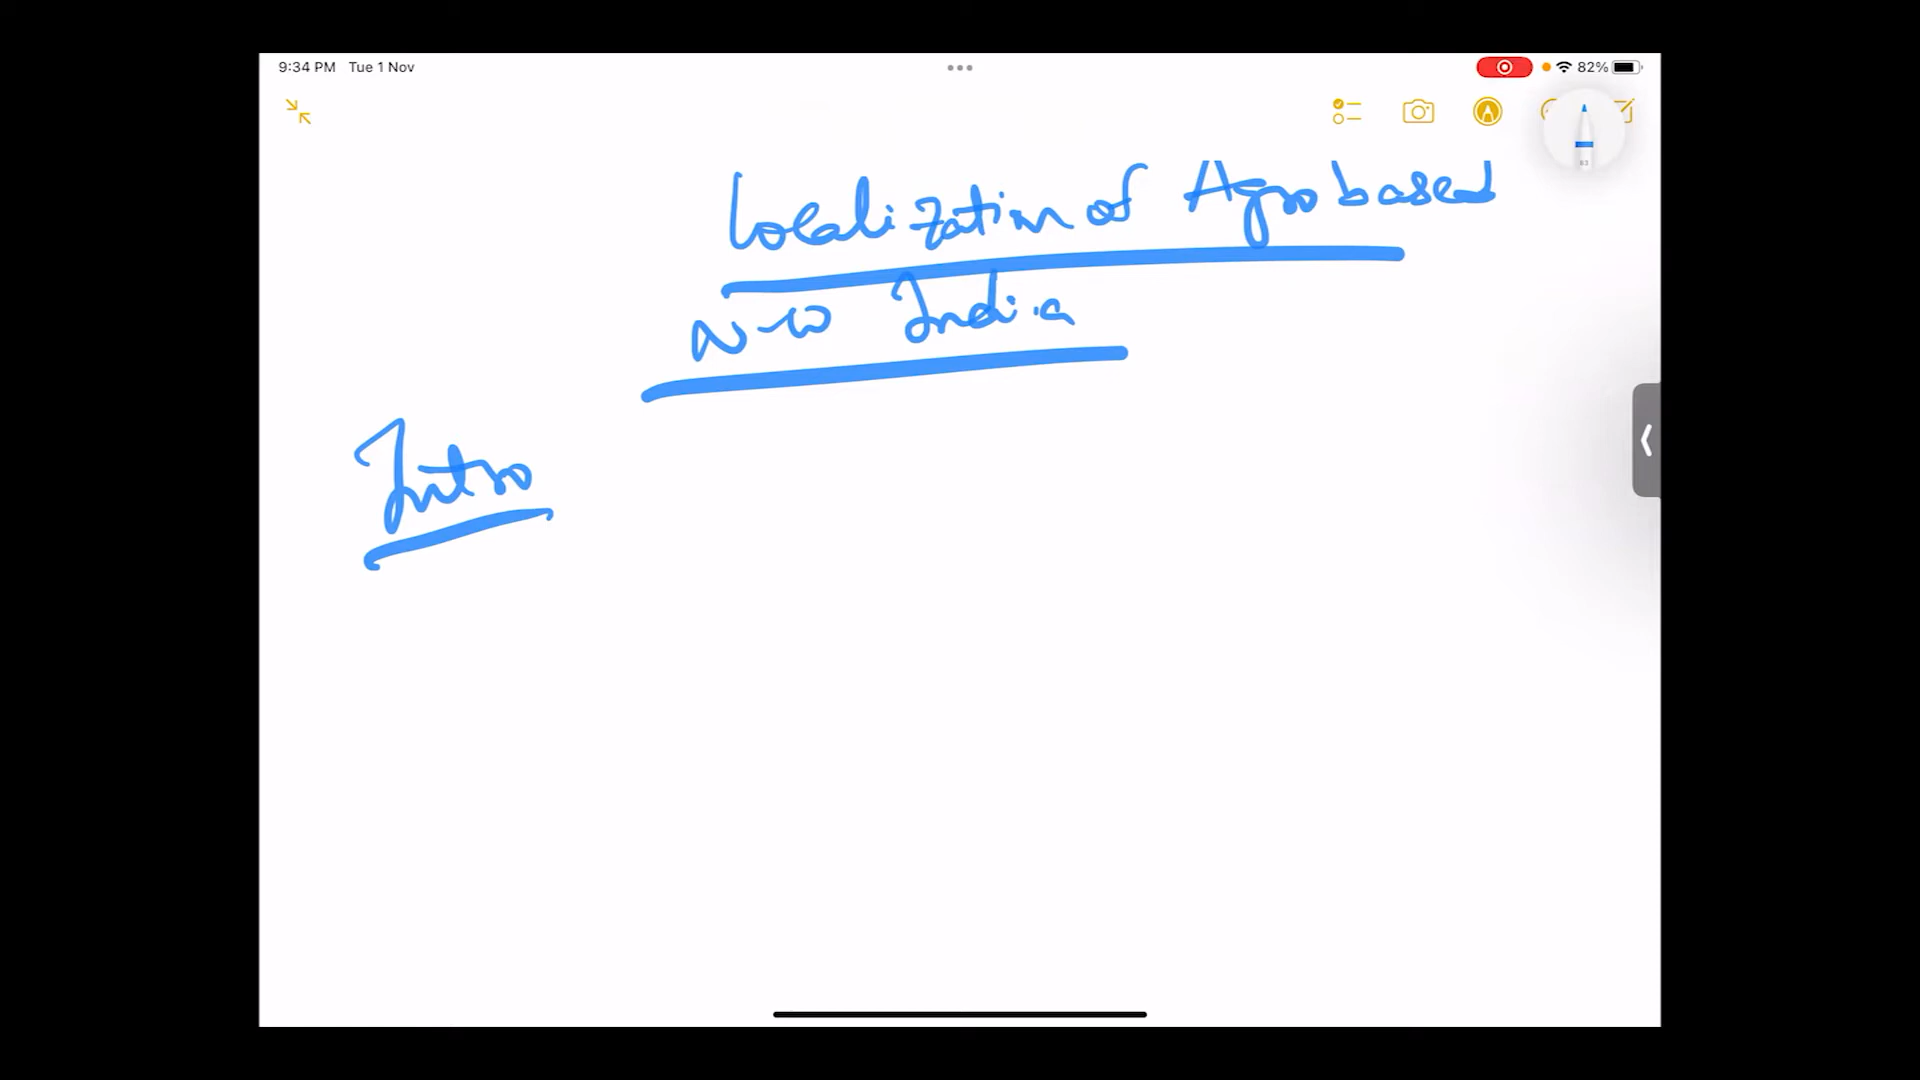 9:34 PM Tue 1 Nov
82%
Localization of Agro based
N-W India
Intro